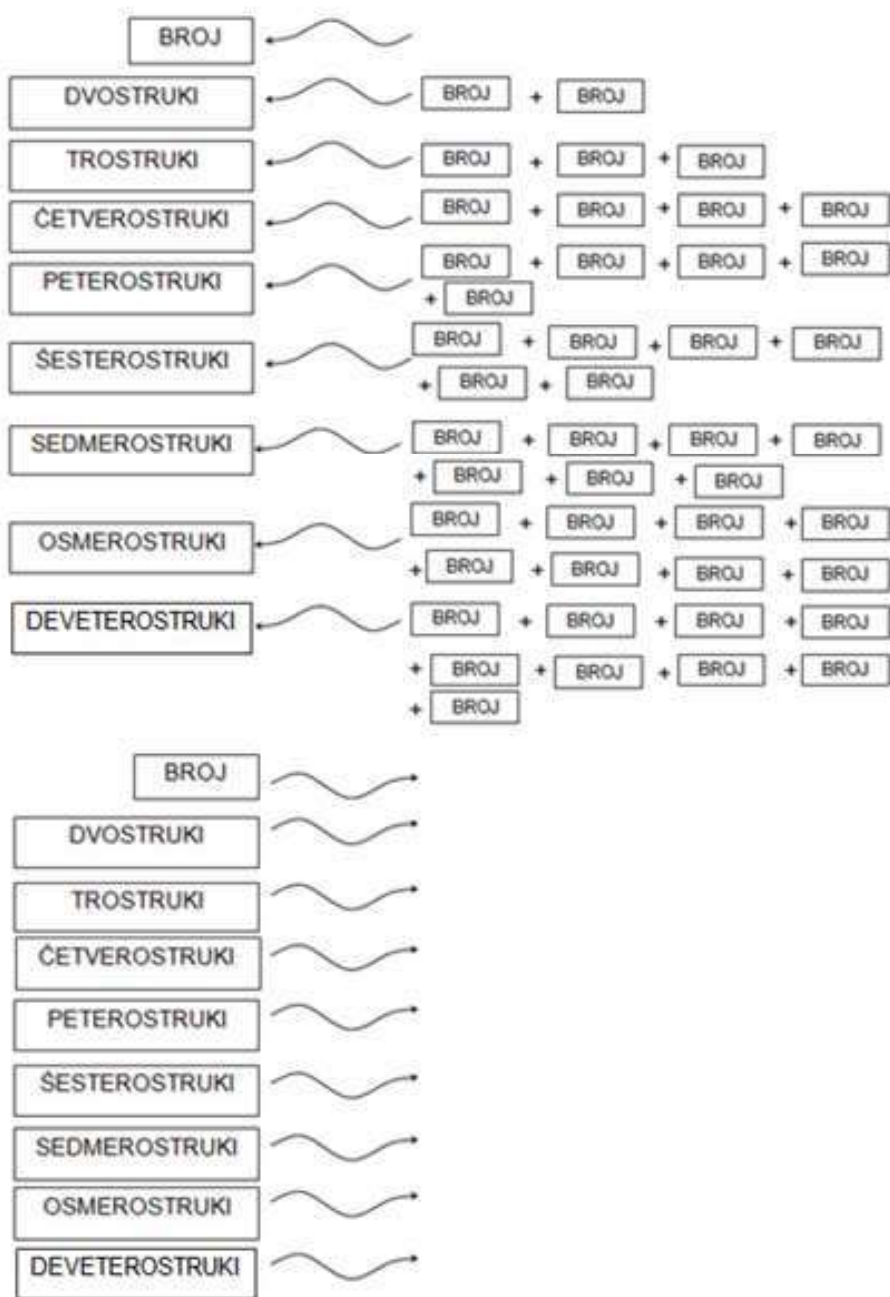 BROJ
DVOSTRUKI BROJ + BROJ
TROSTRUKI BROJ + BROJ + BROJ
ČETVEROSTRUKI BROJ + BROJ + BROJ + BROJ
PETEROSTRUKI BROJ + BROJ + BROJ + BROJ
+ BROJ
ŠESTEROSTRUKI BROJ + BROJ + BROJ + BROJ
+ BROJ + BROJ
SEDMEROSTRUKI BROJ + BROJ + BROJ + BROJ
+ BROJ + BROJ + BROJ
OSMEROSTRUKI BROJ + BROJ + BROJ + BROJ
+ BROJ + BROJ + BROJ + BROJ
DEVETEROSTRUKI BROJ + BROJ + BROJ + BROJ
+ BROJ + BROJ + BROJ + BROJ
+ BROJ
BROJ
DVOSTRUKI
TROSTRUKI
ČETVEROSTRUKI
PETEROSTRUKI
ŠESTEROSTRUKI
SEDMEROSTRUKI
OSMEROSTRUKI
DEVETEROSTRUKI